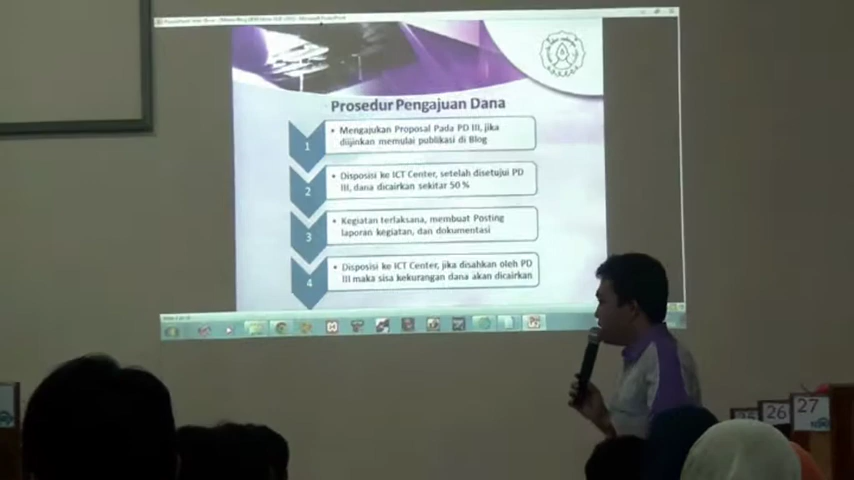 Prosedur Pengajuan Dana
1
• Mengajukan Proposal Pada PD III, jika
diijinkan memulai publikasi di Blog
2
• Disposisi ke ICT Center, setelah disetujui PD
III, dana dicairkan sekitar 50 %
3
• Kegiatan terlaksana, membuat Posting
laporan kegiatan, dan dokumentasi
4
• Disposisi ke ICT Center, jika disahkan oleh PD
III maka sisa kekurangan dana akan dicairkan
26
27